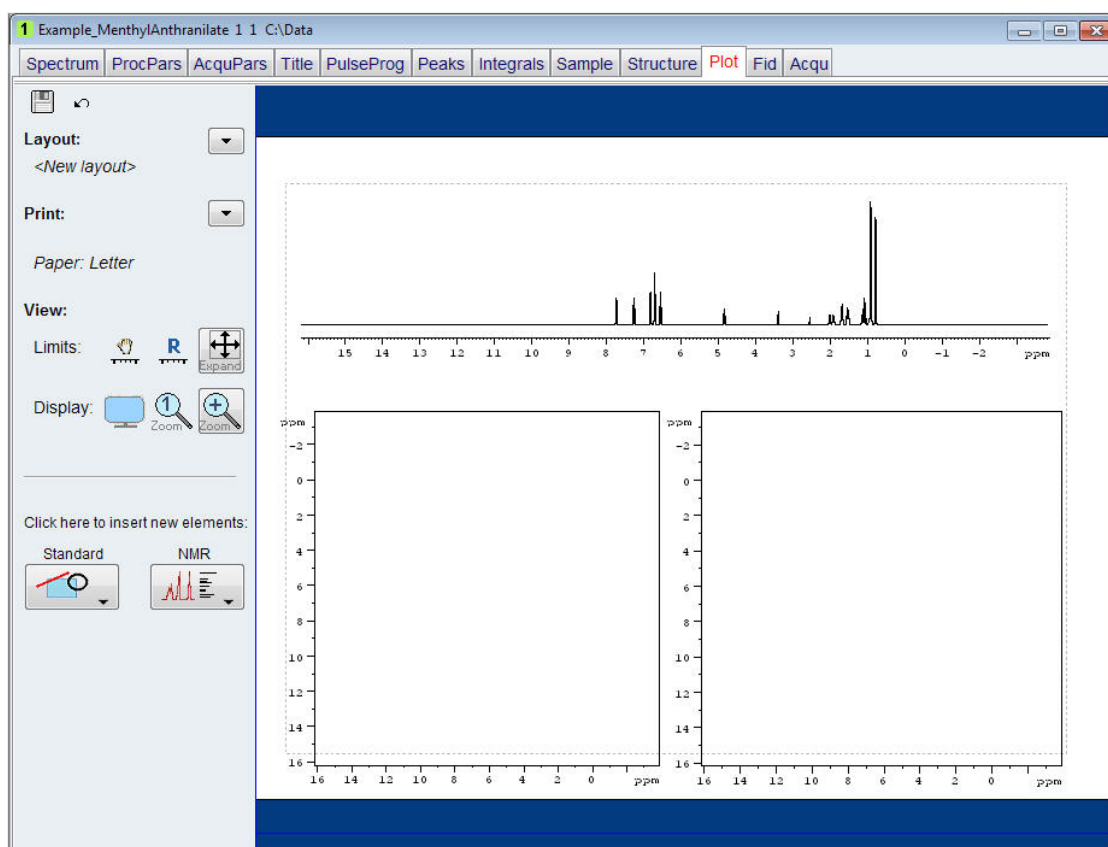 1 Example_MenthylAnthranilate 1 1 C:\Data
Spectrum ProcPars AcquPars Title PulseProg Peaks Integrals Sample Structure Plot Fid Acqu
Layout:
<New layout>
Print:
Paper: Letter
View:
Limits: R Expand
Display: 1 Zoom Zoom
Click here to insert new elements:
Standard NMR
15 14 13 12 11 10 9 8 7 6 5 4 3 2 1 0 -1 -2 ppm
ppm
-2
0
2
4
6
8
10
12
14
16
16 14 12 10 8 6 4 2 0 ppm
ppm
-2
0
2
4
6
8
10
12
14
16
16 14 12 10 8 6 4 2 0 ppm